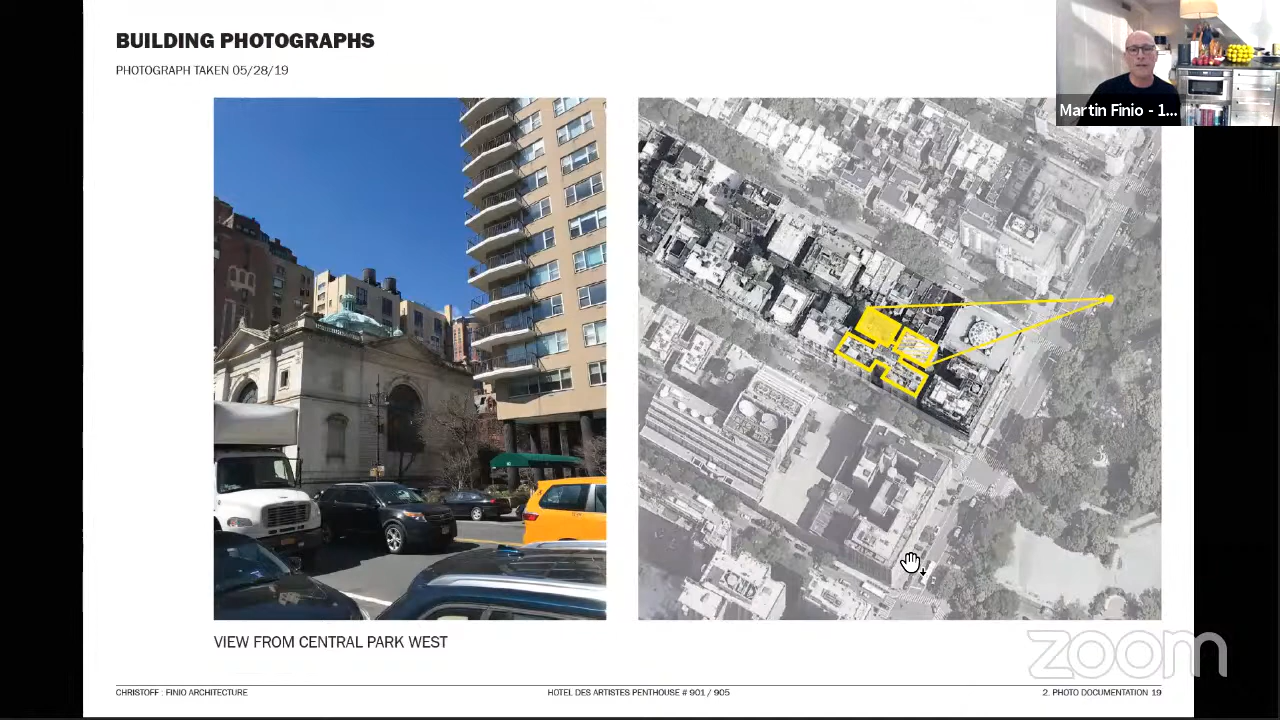 BUILDING PHOTOGRAPHS
PHOTOGRAPH TAKEN 05/28/19
Martin Finio - 1...
VIEW FROM CENTRAL PARK WEST
zoom
CHRISTOFF : FINIO ARCHITECTURE
HOTEL DES ARTISTES PENTHOUSE # 901 / 905
2. PHOTO DOCUMENTATION 19